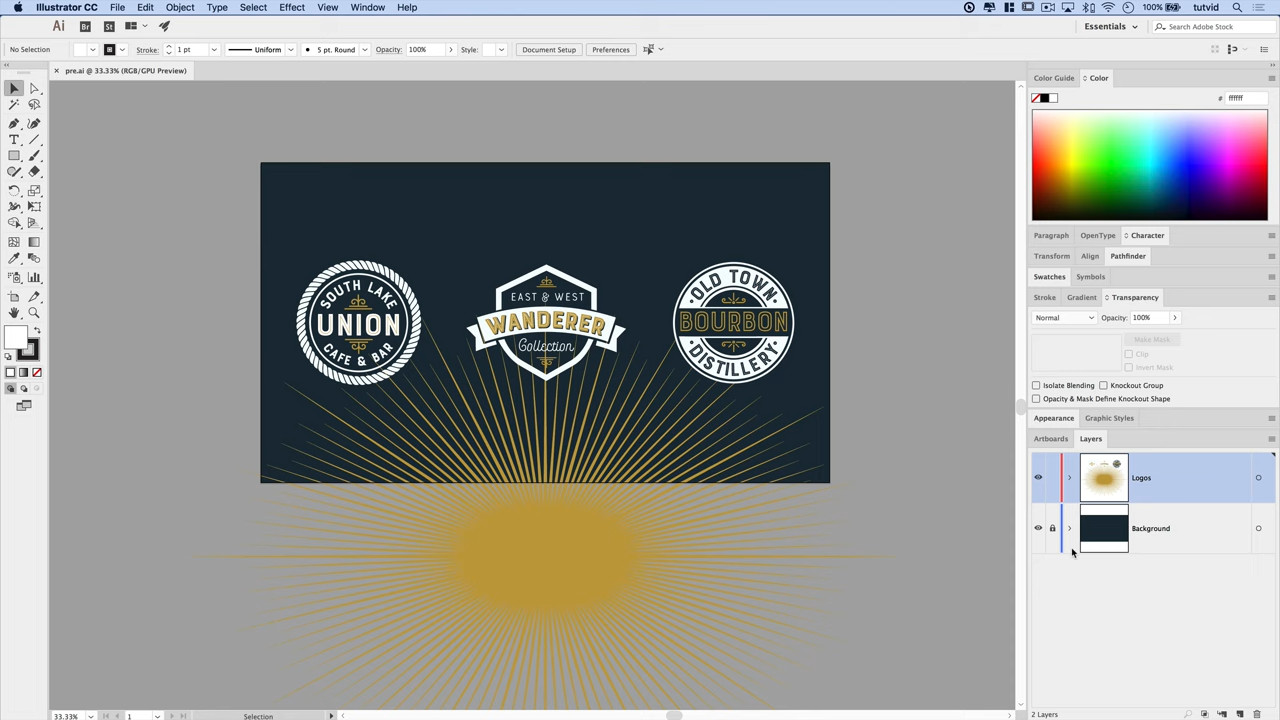 Illustrator CC File Edit Object Type Select Effect View Window Help 100% tutvid
Ai Br St Essentials Search Adobe Stock
No Selection Stroke: 1 pt Uniform 5 pt. Round Opacity: 100% Style: Document Setup Preferences
pre.ai @ 33.33% (RGB/GPU Preview)
Color Guide Color
# ffffff
Paragraph OpenType Character
Transform Align Pathfinder
Swatches Symbols
Stroke Gradient Transparency
Normal Opacity: 100%
Make Mask
Clip
Invert Mask
Isolate Blending Knockout Group
Opacity & Mask Define Knockout Shape
Appearance Graphic Styles
Artboards Layers
Logos
Background
2 Layers
SOUTH LAKE
UNION
CAFE & BAR
EAST & WEST
WANDERER
Collection
OLD TOWN
BOURBON
DISTILLERY
33.33% 1 Selection